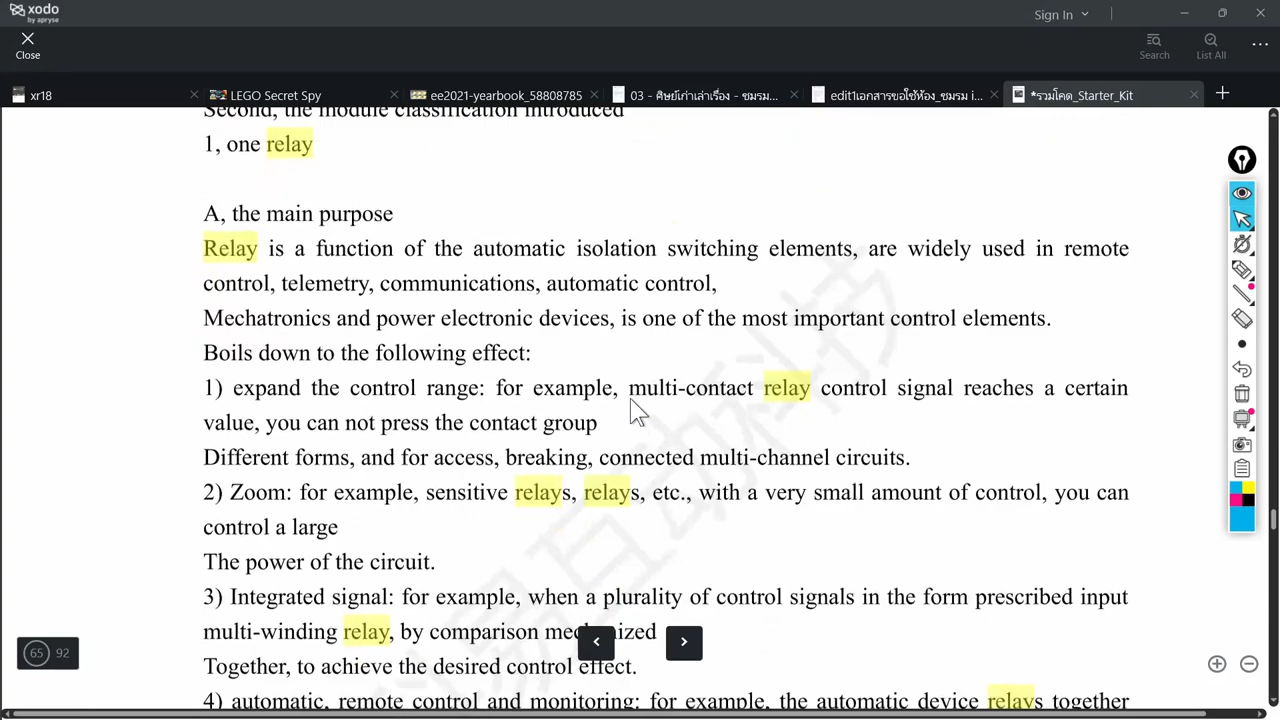 xodo
by apryse
Sign In
Close
Search
List All
xr18
LEGO Secret Spy
ee2021-yearbook_58808785
03 - ศิษย์เก่าเล่าเรื่อง - ชมรม...
edit1เอกสารขอใช้ห้อง_ชมรม i...
*รวมโคด_Starter_Kit
Second, the module classification introduced
1, one relay
A, the main purpose
Relay is a function of the automatic isolation switching elements, are widely used in remote
control, telemetry, communications, automatic control,
Mechatronics and power electronic devices, is one of the most important control elements.
Boils down to the following effect:
1) expand the control range: for example, multi-contact relay control signal reaches a certain
value, you can not press the contact group
Different forms, and for access, breaking, connected multi-channel circuits.
2) Zoom: for example, sensitive relays, relays, etc., with a very small amount of control, you can
control a large
The power of the circuit.
3) Integrated signal: for example, when a plurality of control signals in the form prescribed input
multi-winding relay, by comparison mechanized
Together, to achieve the desired control effect.
4) automatic, remote control and monitoring: for example, the automatic device relays together
65 92
易互动科技